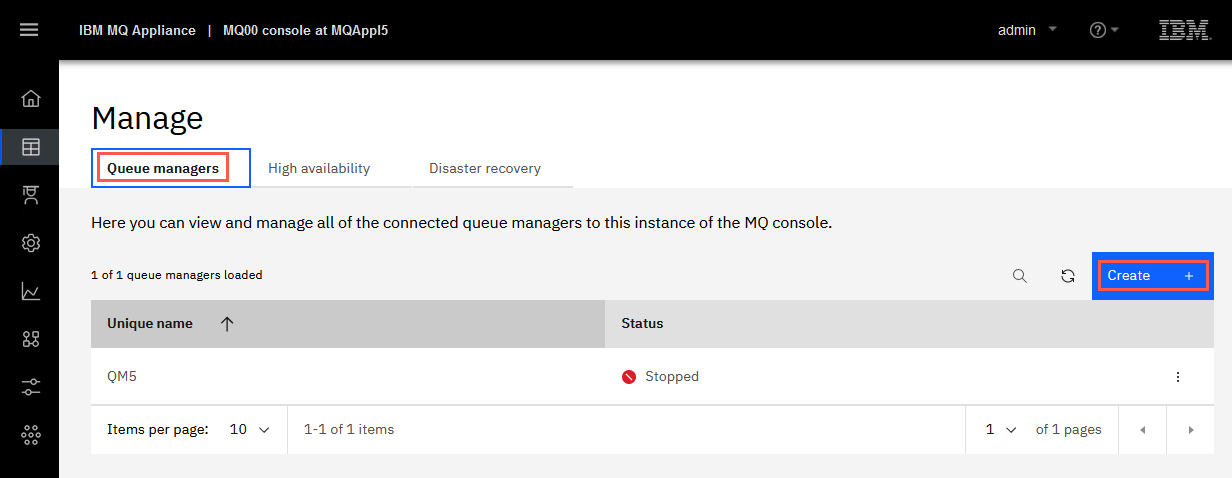 IBM MQ Appliance | MQ00 console at MQAppl5
admin
IBM
Manage
Queue managers
High availability
Disaster recovery
Here you can view and manage all of the connected queue managers to this instance of the MQ console.
1 of 1 queue managers loaded
Create +
Unique name
Status
QM5
Stopped
Items per page: 10
1-1 of 1 items
1
of 1 pages